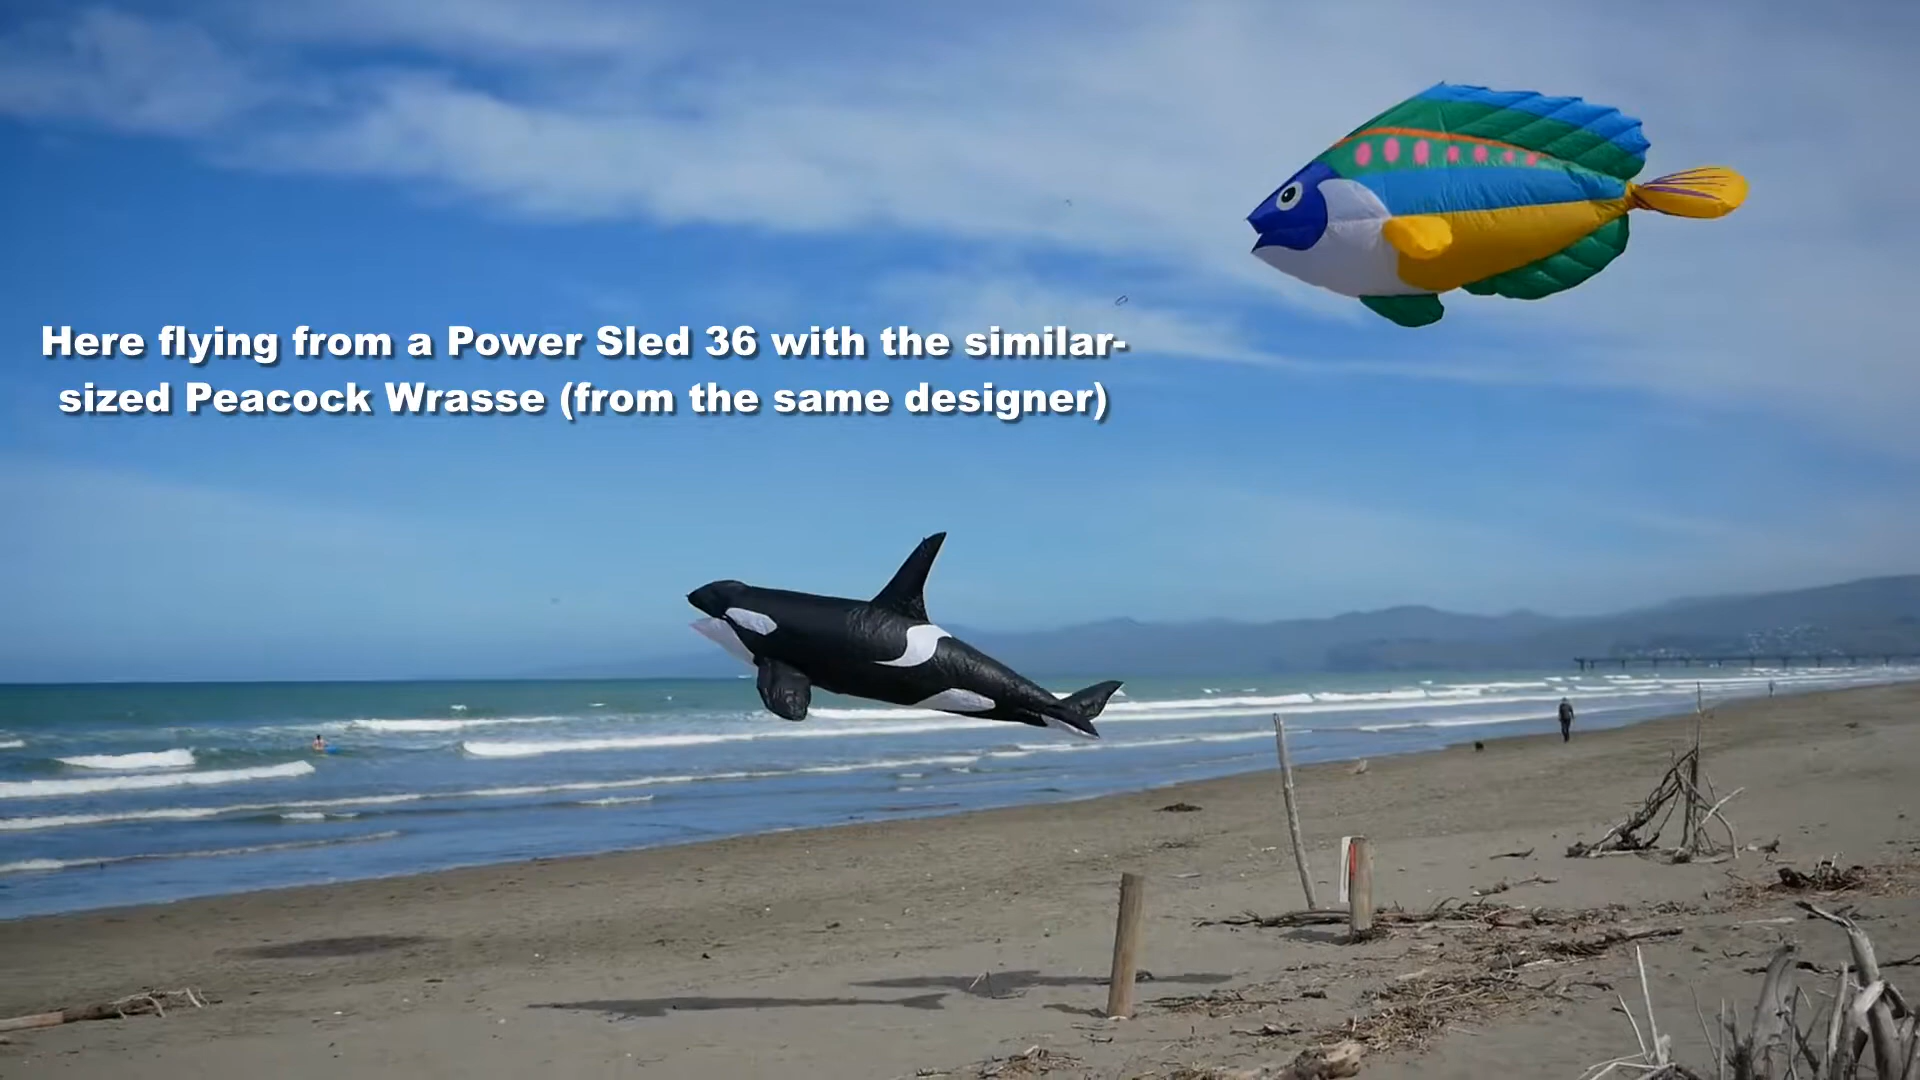 Here flying from a Power Sled 36 with the similar-
sized Peacock Wrasse (from the same designer)